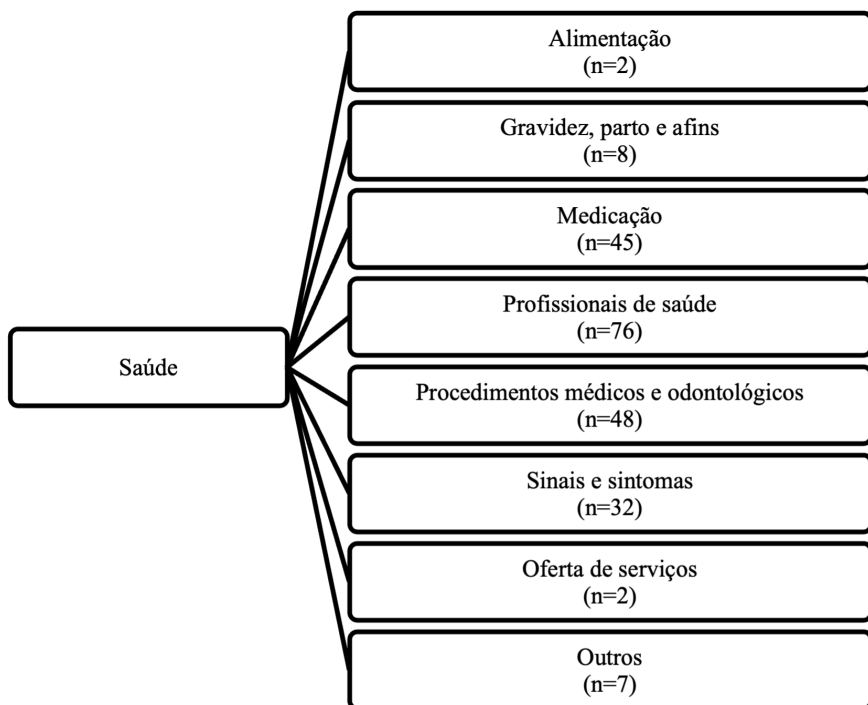 Alimentação
(n=2)
Gravidez, parto e afins
(n=8)
Medicação
(n=45)
Profissionais de saúde
(n=76)
Saúde
Procedimentos médicos e odontológicos
(n=48)
Sinais e sintomas
(n=32)
Oferta de serviços
(n=2)
Outros
(n=7)